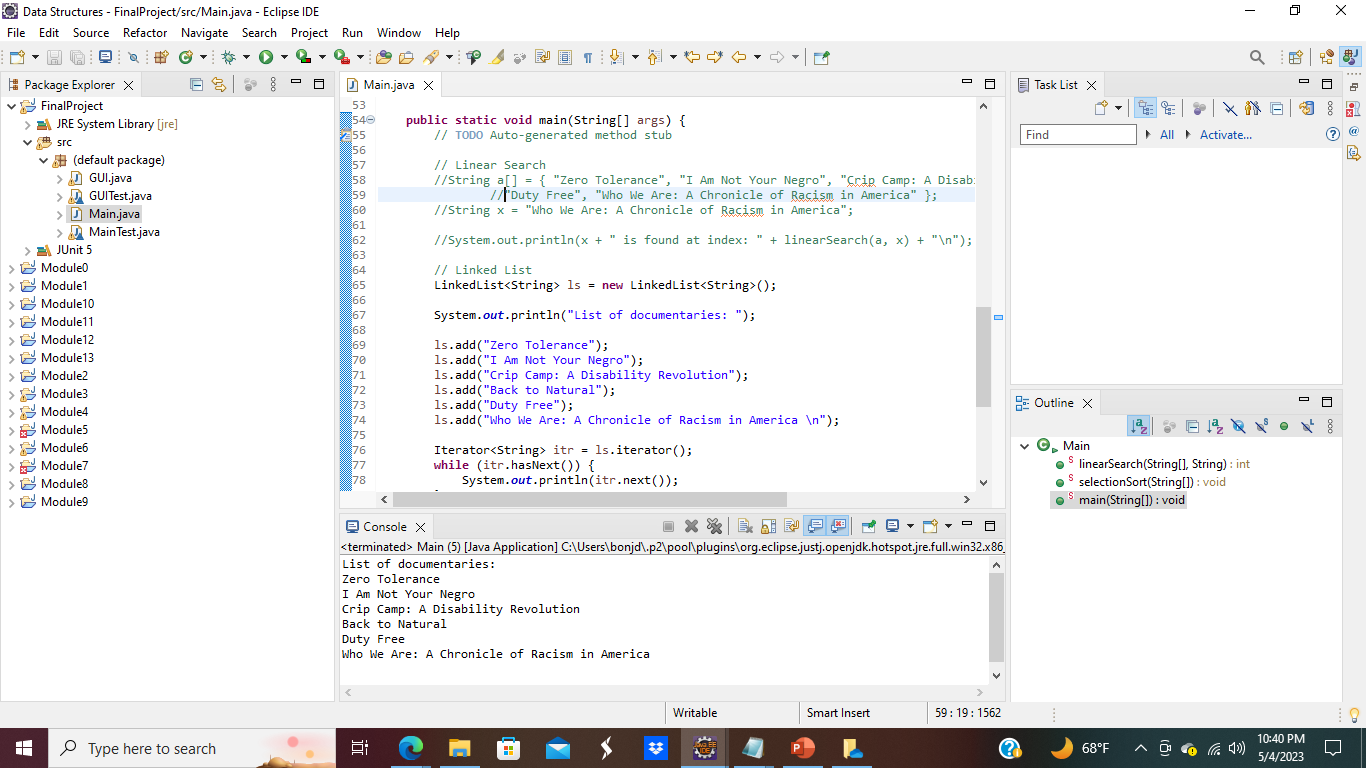 Data Structures - FinalProject/src/Main.java - Eclipse IDE
File Edit Source Refactor Navigate Search Project Run Window Help
Package Explorer
FinalProject
JRE System Library [jre]
src
(default package)
GUI.java
GUITest.java
Main.java
MainTest.java
JUnit 5
Module0
Module1
Module10
Module11
Module12
Module13
Module2
Module3
Module4
Module5
Module6
Module7
Module8
Module9
Main.java
53
54 public static void main(String[] args) {
55 // TODO Auto-generated method stub
56
57 // Linear Search
58 //String a[] = { "Zero Tolerance", "I Am Not Your Negro", "Crip Camp: A Disab
59 //"Duty Free", "Who We Are: A Chronicle of Racism in America" };
60 //String x = "Who We Are: A Chronicle of Racism in America";
61
62 //System.out.println(x + " is found at index: " + linearSearch(a, x) + "\n");
63
64 // Linked List
65 LinkedList<String> ls = new LinkedList<String>();
66
67 System.out.println("List of documentaries: ");
68
69 ls.add("Zero Tolerance");
70 ls.add("I Am Not Your Negro");
71 ls.add("Crip Camp: A Disability Revolution");
72 ls.add("Back to Natural");
73 ls.add("Duty Free");
74 ls.add("Who We Are: A Chronicle of Racism in America \n");
75
76 Iterator<String> itr = ls.iterator();
77 while (itr.hasNext()) {
78 System.out.println(itr.next());
Console
<terminated> Main (5) [Java Application] C:\Users\bonjd\.p2\pool\plugins\org.eclipse.justj.openjdk.hotspot.jre.full.win32.x86_
List of documentaries:
Zero Tolerance
I Am Not Your Negro
Crip Camp: A Disability Revolution
Back to Natural
Duty Free
Who We Are: A Chronicle of Racism in America
Task List
Find All Activate...
Outline
Main
linearSearch(String[], String) : int
selectionSort(String[]) : void
main(String[]) : void
Writable Smart Insert 59 : 19 : 1562
Type here to search
68°F
10:40 PM
5/4/2023